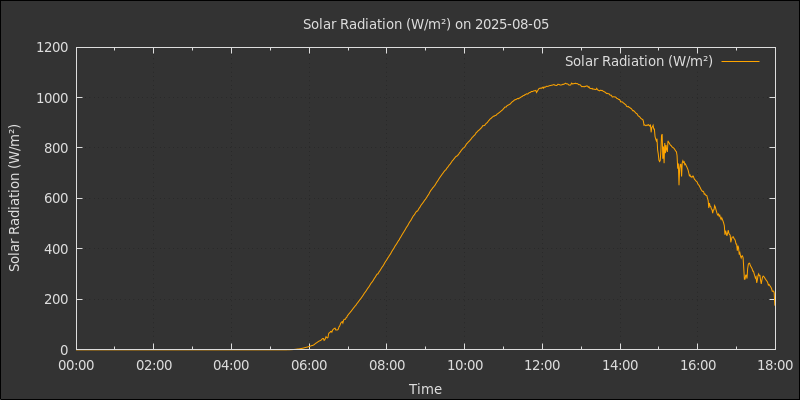 Solar Radiation (W/m²) on 2025-08-05
Solar Radiation (W/m²)
Solar Radiation (W/m²)
1200
1000
800
600
400
200
0
00:00 02:00 04:00 06:00 08:00 10:00 12:00 14:00 16:00 18:00
Time